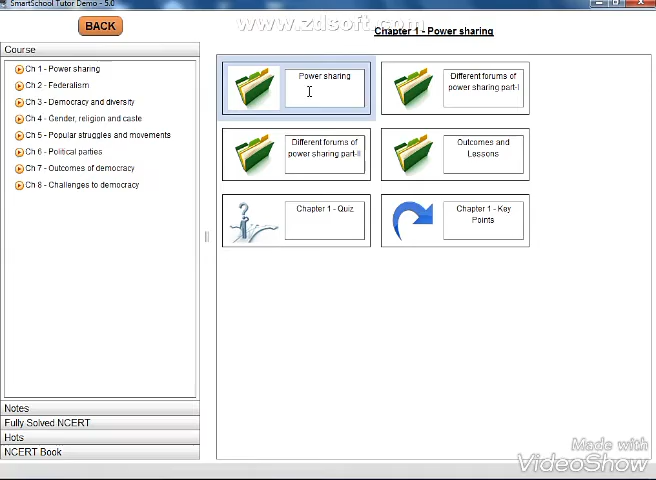 SmartSchool Tutor Demo - 5.0
BACK
www.zdsoft.com
Chapter 1 - Power sharing
Course
Ch 1 - Power sharing
Ch 2 - Federalism
Ch 3 - Democracy and diversity
Ch 4 - Gender, religion and caste
Ch 5 - Popular struggles and movements
Ch 6 - Political parties
Ch 7 - Outcomes of democracy
Ch 8 - Challenges to democracy
Power sharing
Different forums of
power sharing part-I
Different forums of
power sharing part-II
Outcomes and
Lessons
Chapter 1 - Quiz
Chapter 1 - Key
Points
Notes
Fully Solved NCERT
Hots
NCERT Book
Made with
VideoShow